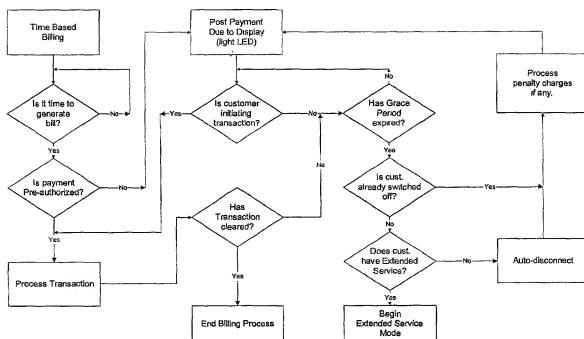 Time Based
Billing
Post Payment
Due to Display
(light LED)
Process
penalty charges
if any.
No
Is it time to
generate
bill?
No
Yes
Is customer
initiating
transaction?
No
Has Grace
Period
expired?
Yes
Yes
Is payment
Pre-authorized?
No
No
Has
Transaction
cleared?
Is cust.
already switched
off?
Yes
Yes
No
Process Transaction
Yes
Does cust.
have Extended
Service?
No
Auto-disconnect
Yes
End Billing Process
Begin
Extended Service
Mode